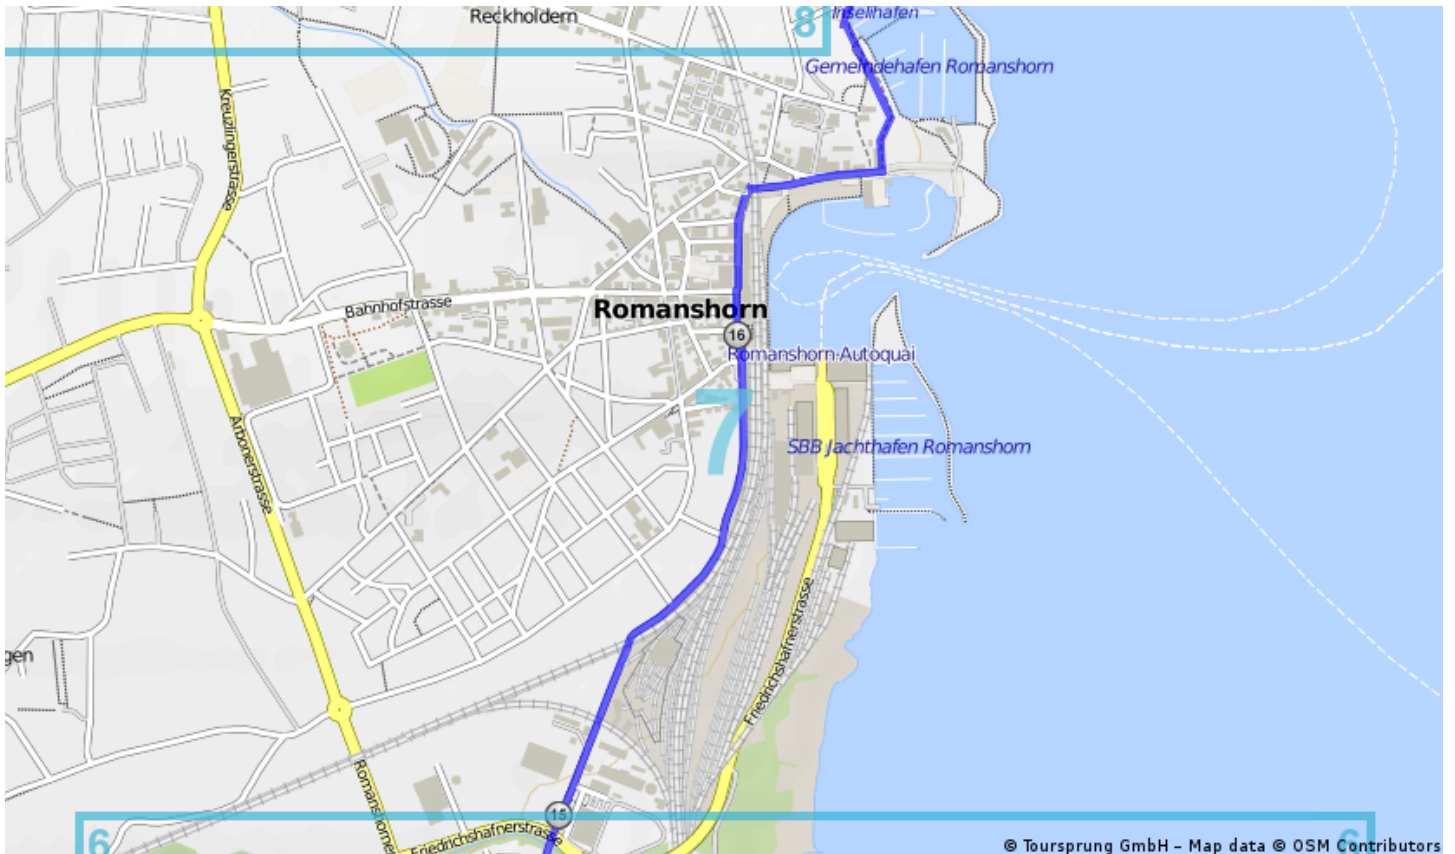 Reckholdern
8
Inselihafen
Gemeindehafen Romanshorn
Kreuzlingerstrasse
Bahnhofstrasse
Romanshorn
16
Romanshorn-Autoquai
7
SBB Jachthafen Romanshorn
Arbonerstrasse
Friedrichshafnerstrasse
gen
Romanshorner
15
Friedrichshafnerstrasse
6
6
© Toursprung GmbH – Map data © OSM Contributors